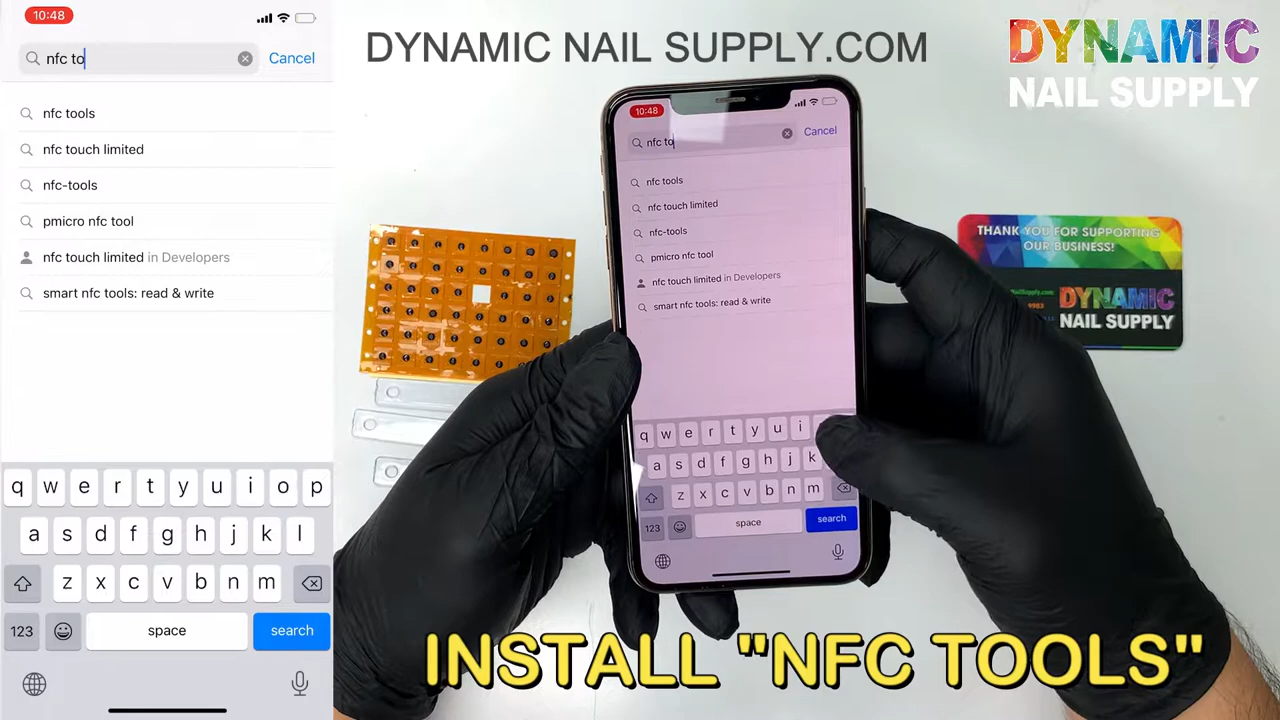 10:48
nfc to
Cancel
nfc tools
nfc touch limited
nfc-tools
pmicro nfc tool
nfc touch limited in Developers
smart nfc tools: read & write
q w e r t y u i o p
a s d f g h j k l
z x c v b n m
123
space
search
DYNAMIC NAIL SUPPLY.COM
DYNAMIC
NAIL SUPPLY
10:48
nfc to
Cancel
nfc tools
nfc touch limited
nfc-tools
pmicro nfc tool
nfc touch limited in Developers
smart nfc tools: read & write
q w e r t y u i
a s d f g h j k
z x c v b n m
123
space
search
THANK YOU FOR SUPPORTING
OUR BUSINESS!
DYNAMIC
NAIL SUPPLY
INSTALL "NFC TOOLS"